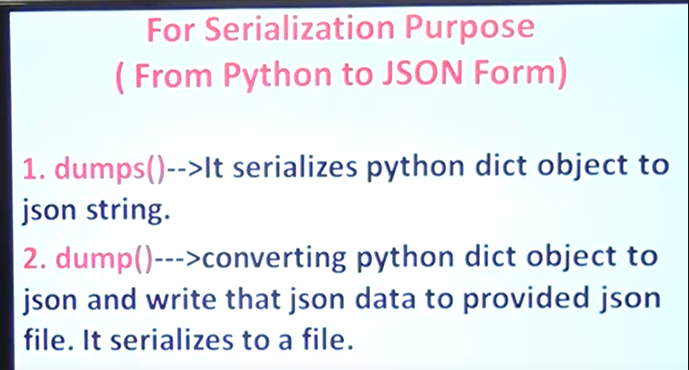 For Serialization Purpose
( From Python to JSON Form)
1. dumps()-->It serializes python dict object to
json string.
2. dump()--->converting python dict object to
json and write that json data to provided json
file. It serializes to a file.